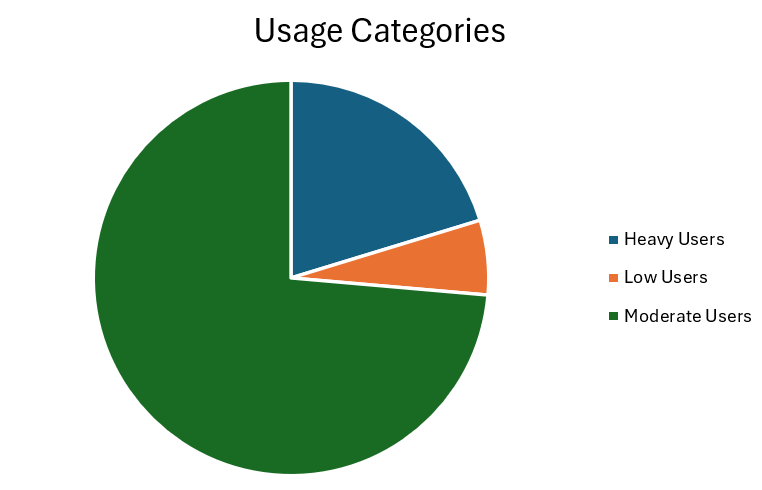 Usage Categories
Heavy Users
Low Users
Moderate Users